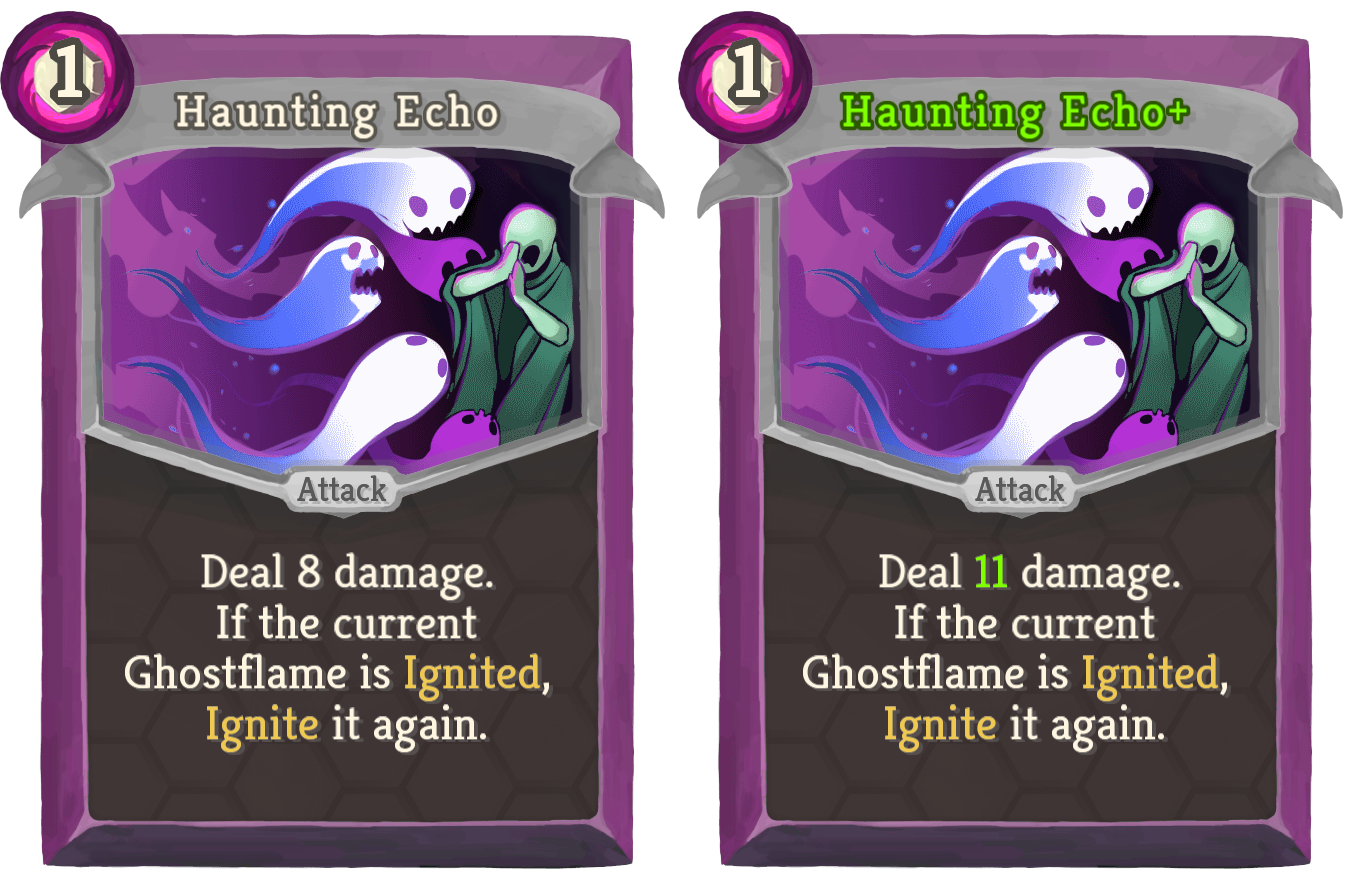 1
Haunting Echo
Attack
Deal 8 damage.
If the current
Ghostflame is Ignited,
Ignite it again.
1
Haunting Echo+
Attack
Deal 11 damage.
If the current
Ghostflame is Ignited,
Ignite it again.